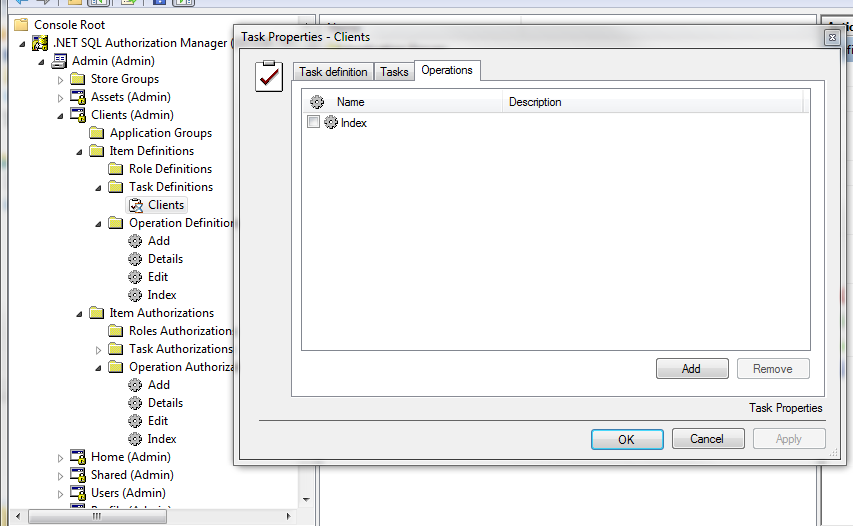 Console Root
.NET SQL Authorization Manager (
Admin (Admin)
Store Groups
Assets (Admin)
Clients (Admin)
Application Groups
Item Definitions
Role Definitions
Task Definitions
Clients
Operation Definition
Add
Details
Edit
Index
Item Authorizations
Roles Authorizations
Task Authorizations
Operation Authoriza
Add
Details
Edit
Index
Home (Admin)
Shared (Admin)
Users (Admin)
Task Properties - Clients
Task definition
Tasks
Operations
Name
Description
Index
Add
Remove
Task Properties
OK
Cancel
Apply